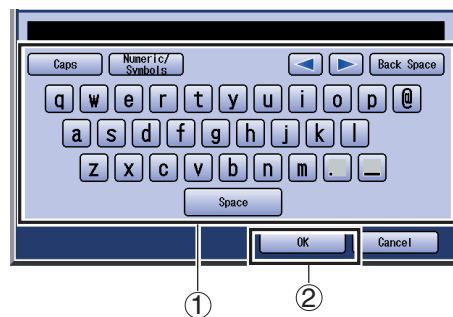 Caps Numeric/ Symbols Back Space
q w e r t y u i o p @
a s d f g h j k l
z x c v b n m . _
Space
OK Cancel
① ②